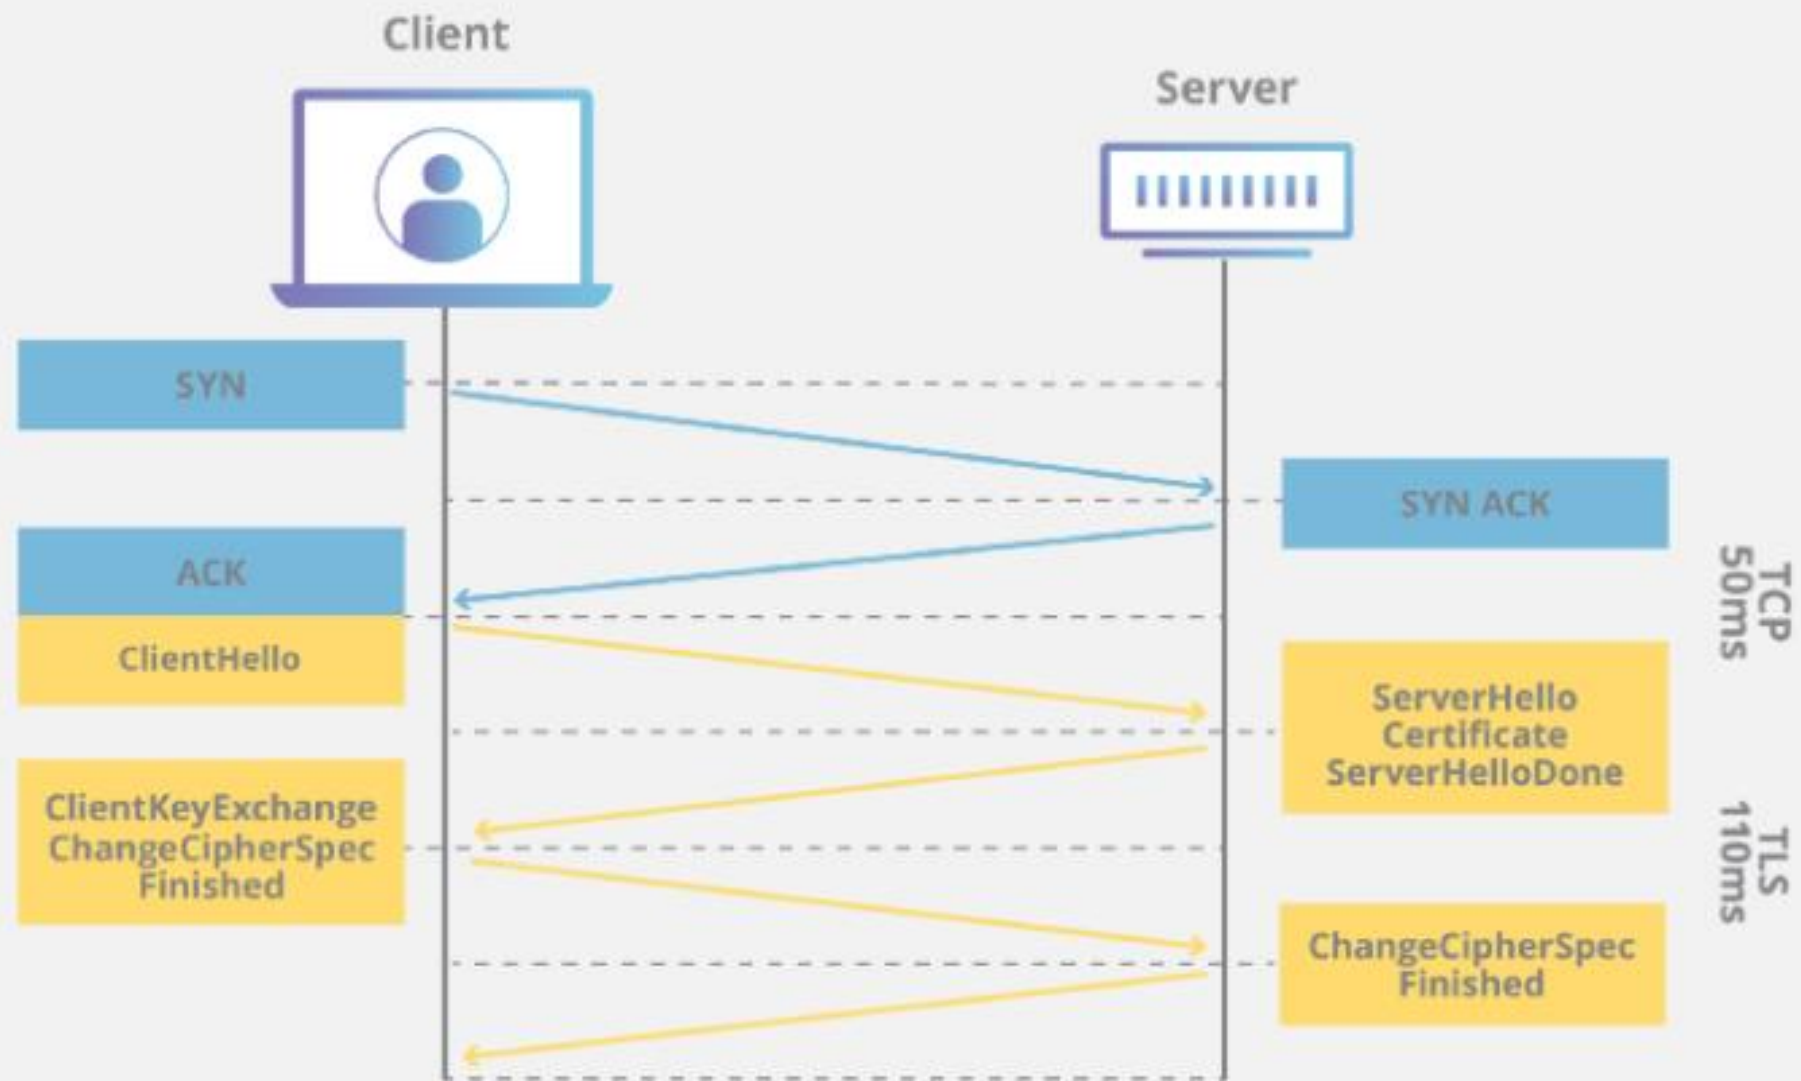 Client
Server
SYN
SYN ACK
ACK
ClientHello
TCP
50ms
ServerHello
Certificate
ServerHelloDone
ClientKeyExchange
ChangeCipherSpec
Finished
TLS
110ms
ChangeCipherSpec
Finished